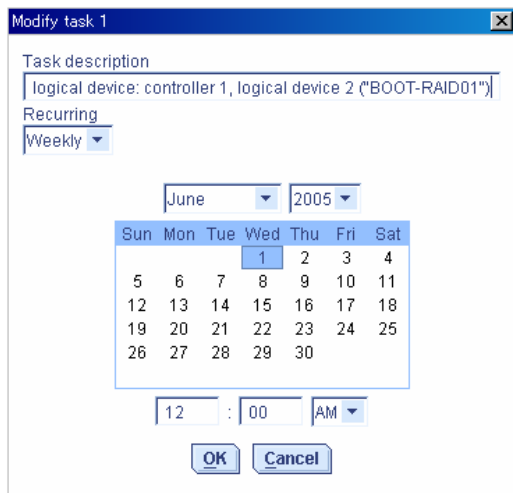 Modify task 1
Task description
logical device: controller 1, logical device 2 ("BOOT-RAID01")
Recurring
Weekly
June 2005
Sun Mon Tue Wed Thu Fri Sat
1 2 3 4
5 6 7 8 9 10 11
12 13 14 15 16 17 18
19 20 21 22 23 24 25
26 27 28 29 30
12 : 00 AM
OK Cancel